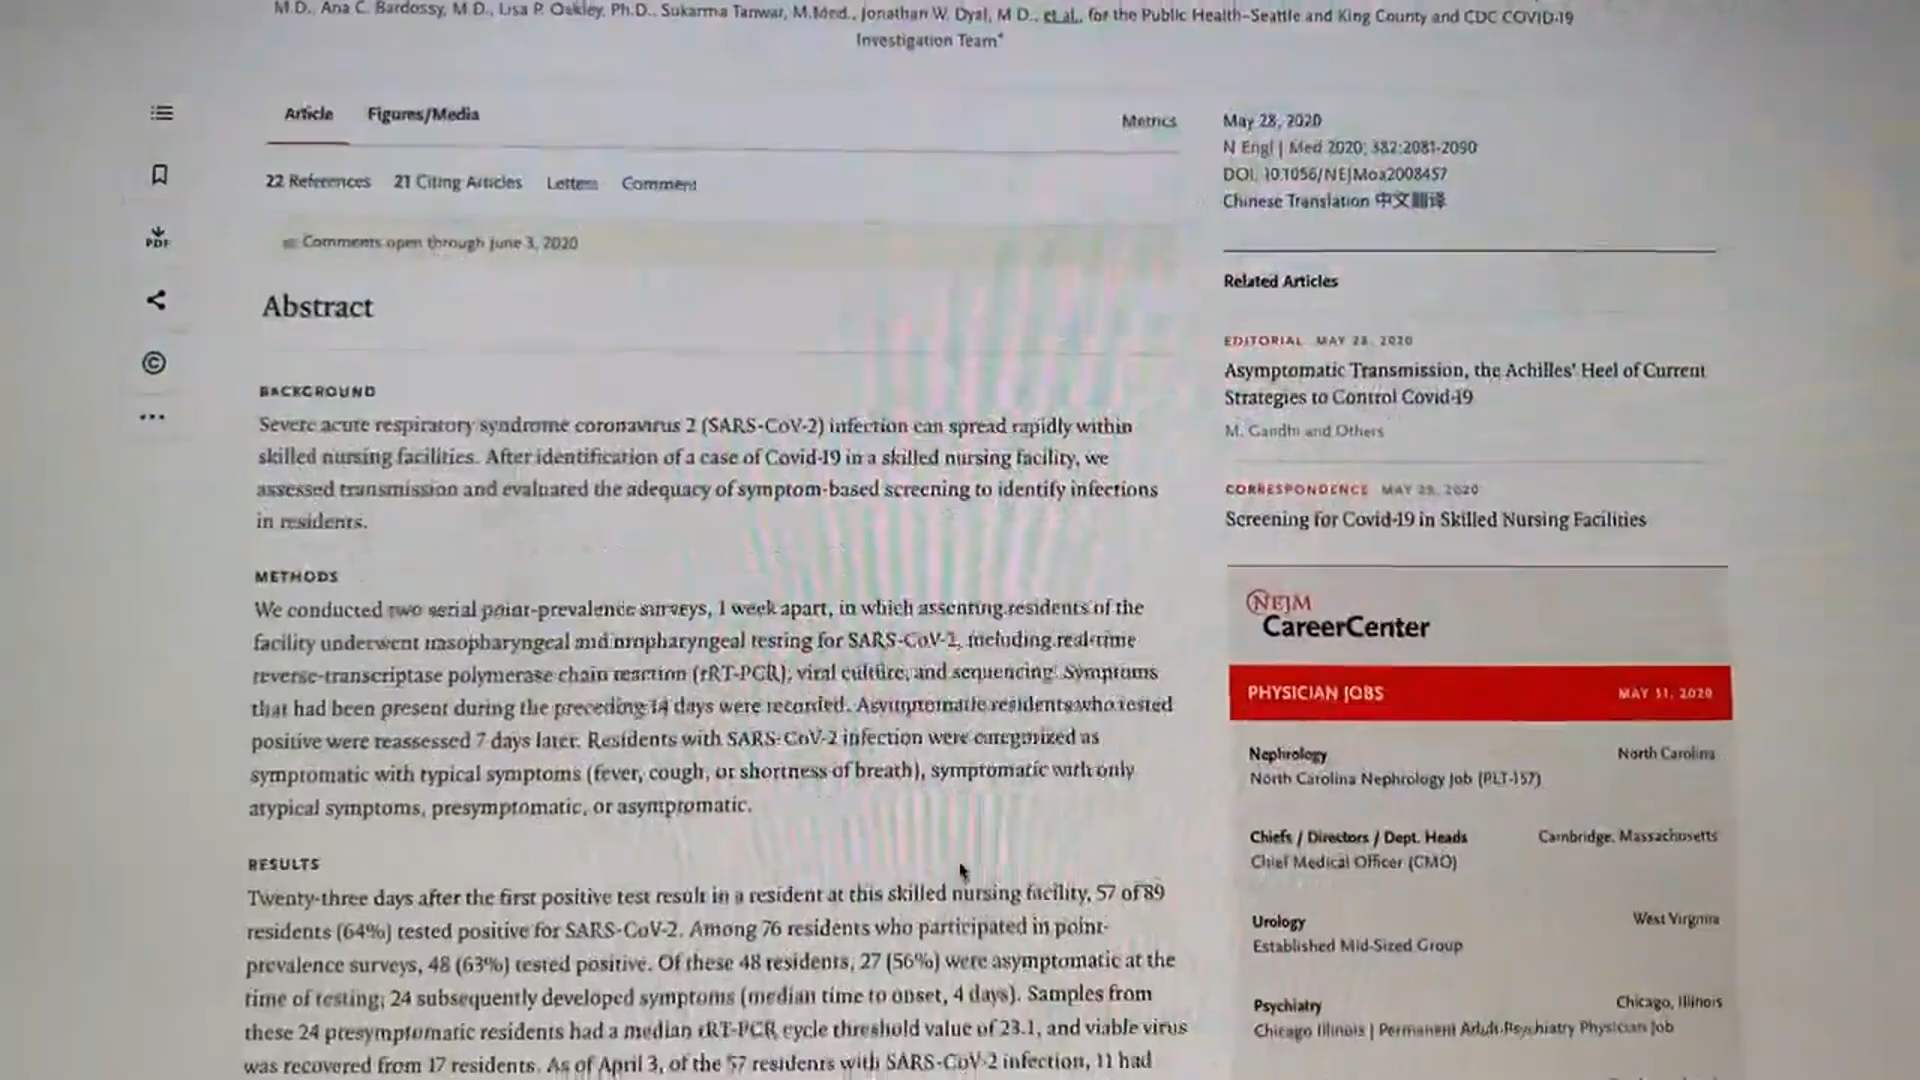 M.D., Ana C. Bardossy, M.D., Lisa P. Oakley, Ph.D., Sukarma Tanwar, M.Med., Jonathan W. Dyal, M.D., et al., for the Public Health–Seattle and King County and CDC COVID-19
Investigation Team*
Article Figures/Media
Metrics
22 References 21 Citing Articles Letters Comment
Comments open through June 3, 2020
Abstract
BACKGROUND
Severe acute respiratory syndrome coronavirus 2 (SARS-CoV-2) infection can spread rapidly within
skilled nursing facilities. After identification of a case of Covid-19 in a skilled nursing facility, we
assessed transmission and evaluated the adequacy of symptom-based screening to identify infections
in residents.
METHODS
We conducted two serial point-prevalence surveys, 1 week apart, in which assenting residents of the
facility underwent nasopharyngeal and oropharyngeal testing for SARS-CoV-2, including real-time
reverse-transcriptase polymerase chain reaction (rRT-PCR), viral culture, and sequencing. Symptoms
that had been present during the preceding 14 days were recorded. Asymptomatic residents who tested
positive were reassessed 7 days later. Residents with SARS-CoV-2 infection were categorized as
symptomatic with typical symptoms (fever, cough, or shortness of breath), symptomatic with only
atypical symptoms, presymptomatic, or asymptomatic.
RESULTS
Twenty-three days after the first positive test result in a resident at this skilled nursing facility, 57 of 89
residents (64%) tested positive for SARS-CoV-2. Among 76 residents who participated in point-
prevalence surveys, 48 (63%) tested positive. Of these 48 residents, 27 (56%) were asymptomatic at the
time of testing; 24 subsequently developed symptoms (median time to onset, 4 days). Samples from
these 24 presymptomatic residents had a median rRT-PCR cycle threshold value of 23.1, and viable virus
was recovered from 17 residents. As of April 3, of the 57 residents with SARS-CoV-2 infection, 11 had
PDF
May 28, 2020
N Engl J Med 2020; 382:2081-2090
DOI: 10.1056/NEJMoa2008457
Chinese Translation 中文翻译
Related Articles
EDITORIAL MAY 28, 2020
Asymptomatic Transmission, the Achilles' Heel of Current
Strategies to Control Covid-19
M. Gandhi and Others
CORRESPONDENCE MAY 29, 2020
Screening for Covid-19 in Skilled Nursing Facilities
NEJM
CareerCenter
PHYSICIAN JOBS MAY 31, 2020
Nephrology North Carolina
North Carolina Nephrology Job (PLT-157)
Chiefs / Directors / Dept. Heads Cambridge, Massachusetts
Chief Medical Officer (CMO)
Urology West Virginia
Established Mid-Sized Group
Psychiatry Chicago, Illinois
Chicago Illinois | Permanent Adult Psychiatry Physician Job